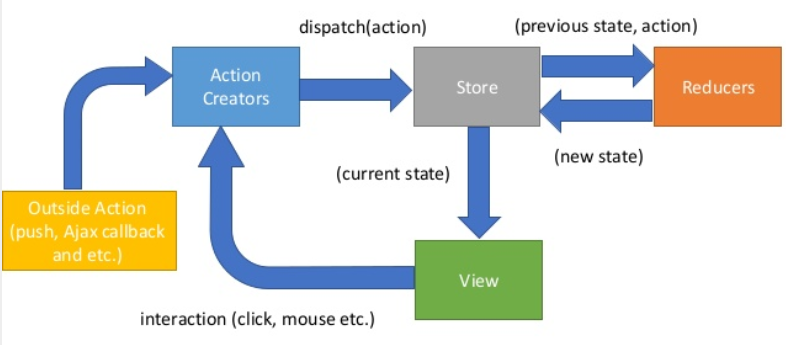 dispatch(action)
(previous state, action)
Action
Creators
Store
Reducers
(new state)
(current state)
Outside Action
(push, Ajax callback
and etc.)
View
interaction (click, mouse etc.)